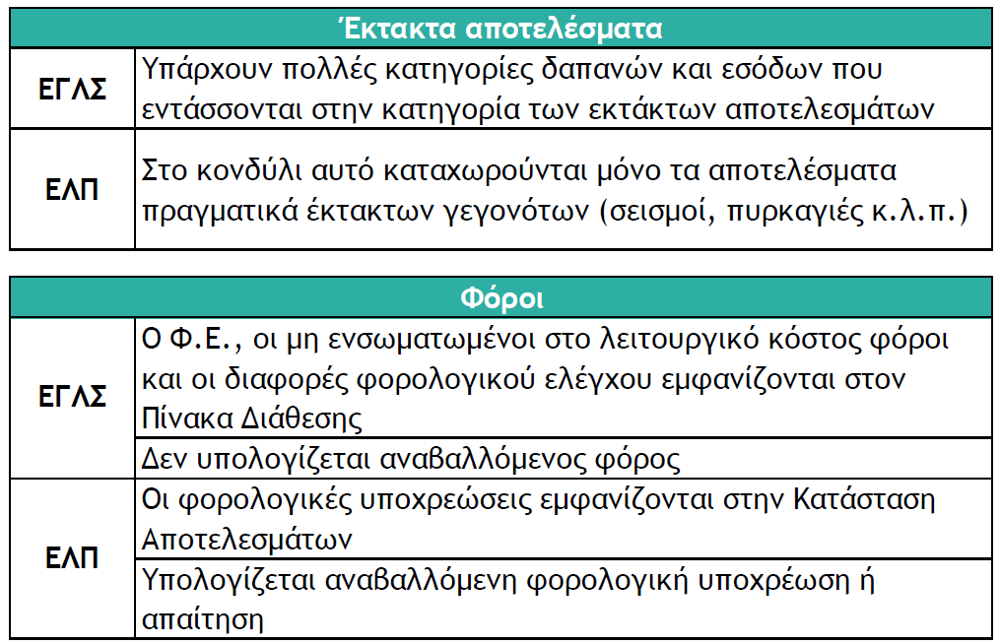 Έκτακτα αποτελέσματα
ΕΓΛΣ
Υπάρχουν πολλές κατηγορίες δαπανών και εσόδων που
εντάσσονται στην κατηγορία των εκτάκτων αποτελεσμάτων
ΕΛΠ
Στο κονδύλι αυτό καταχωρούνται μόνο τα αποτελέσματα
πραγματικά έκτακτων γεγονότων (σεισμοί, πυρκαγιές κ.λ.π.)
Φόροι
ΕΓΛΣ
Ο Φ.Ε., οι μη ενσωματωμένοι στο λειτουργικό κόστος φόροι
και οι διαφορές φορολογικού ελέγχου εμφανίζονται στον
Πίνακα Διάθεσης
Δεν υπολογίζεται αναβαλλόμενος φόρος
ΕΛΠ
Οι φορολογικές υποχρεώσεις εμφανίζονται στην Κατάσταση
Αποτελεσμάτων
Υπολογίζεται αναβαλλόμενη φορολογική υποχρέωση ή
απαίτηση